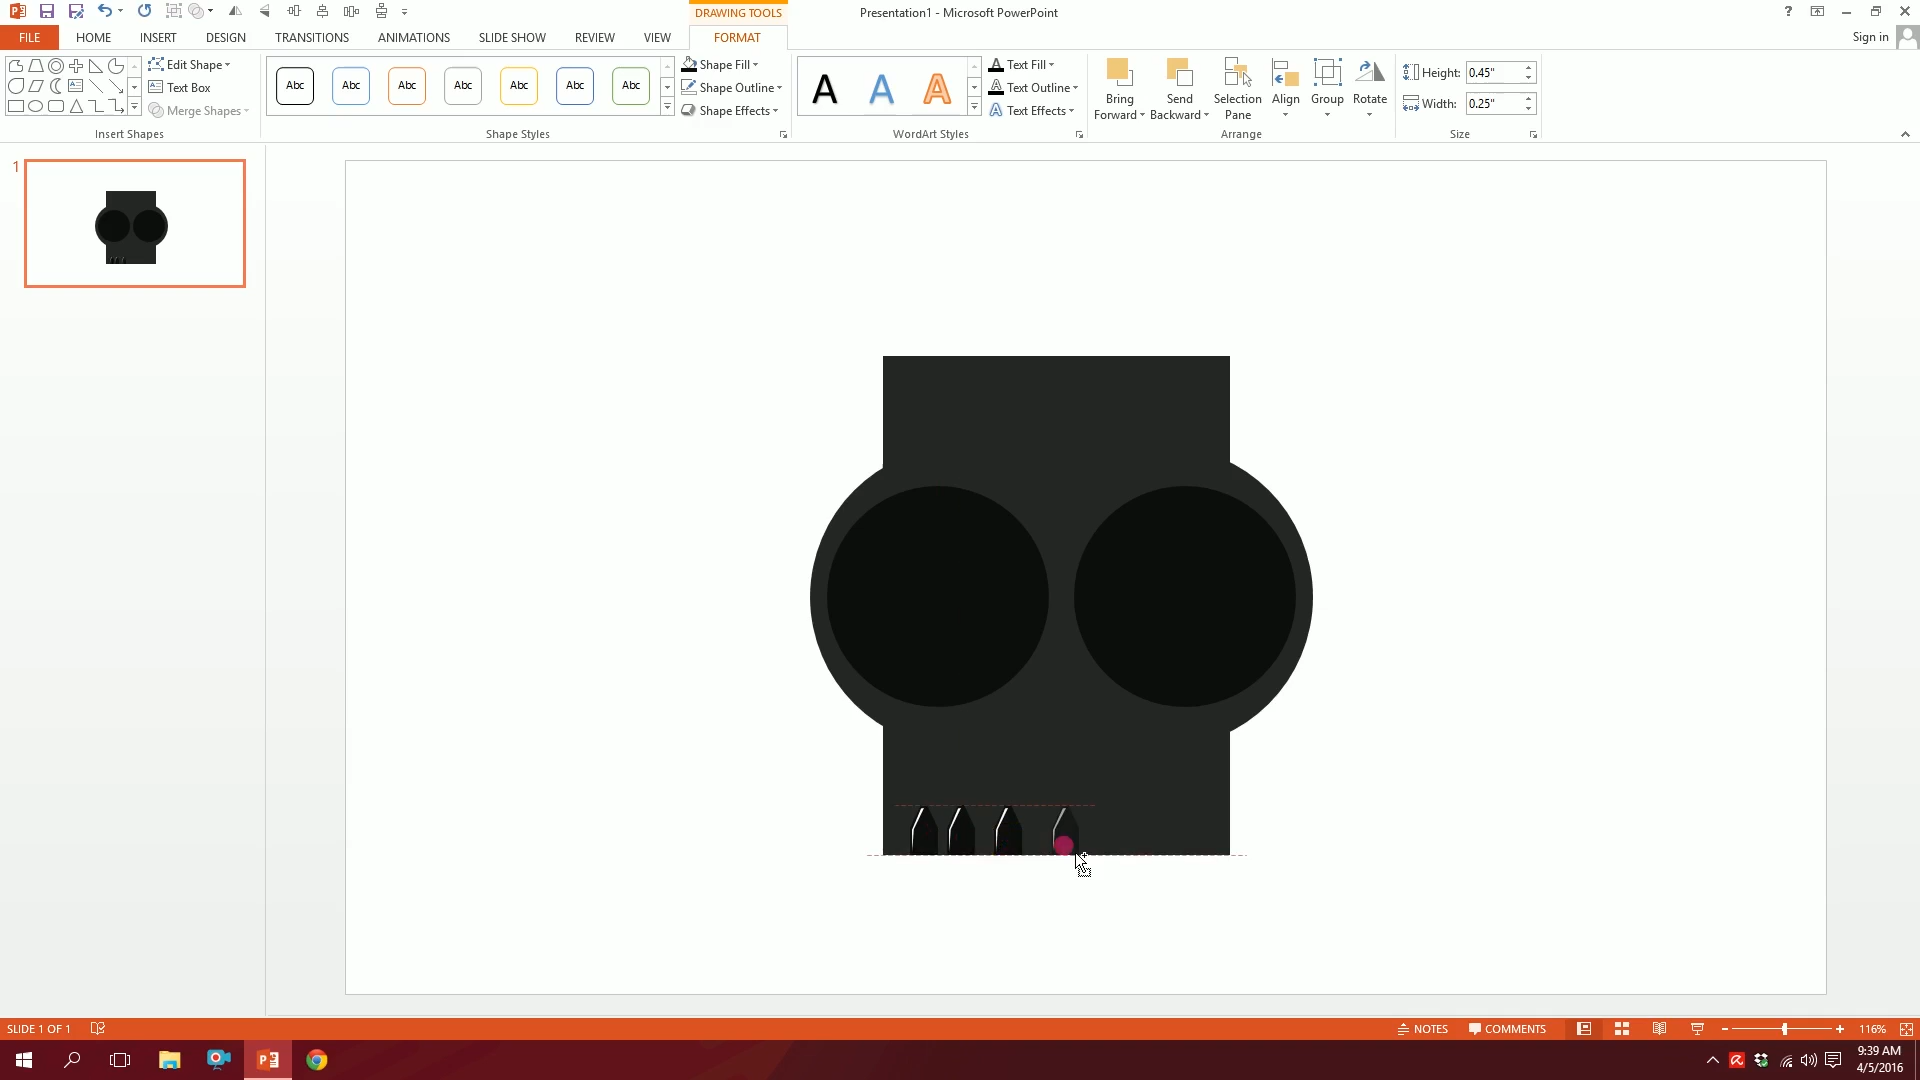 DRAWING TOOLS
Presentation1 - Microsoft PowerPoint
?
FILE HOME INSERT DESIGN TRANSITIONS ANIMATIONS SLIDE SHOW REVIEW VIEW FORMAT
Sign in
Edit Shape
Text Box
Merge Shapes
Insert Shapes
Abc Abc Abc Abc Abc Abc Abc
Shape Fill
Shape Outline
Shape Effects
Shape Styles
A A A
Text Fill
Text Outline
Text Effects
WordArt Styles
Bring Forward
Send Backward
Selection Pane
Align
Group
Rotate
Arrange
Height: 0.45"
Width: 0.25"
Size
1
SLIDE 1 OF 1
NOTES
COMMENTS
116%
9:39 AM
4/5/2016